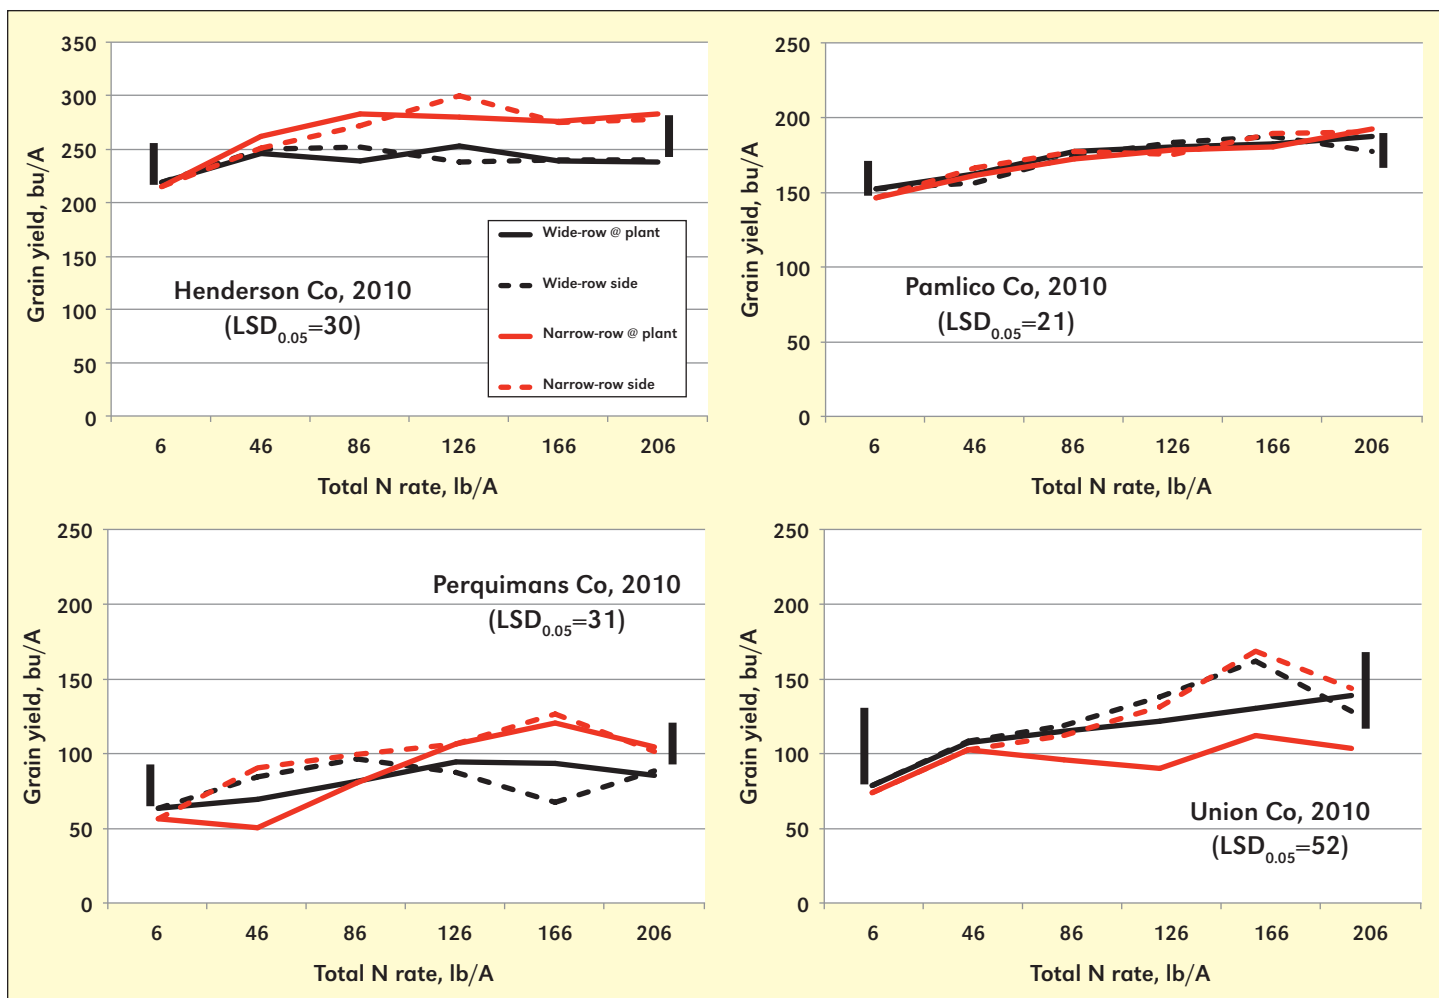 350
300
250
200
150
100
50
0
Grain yield, bu/A
Henderson Co, 2010
(LSD0.05=30)
Wide-row @ plant
Wide-row side
Narrow-row @ plant
Narrow-row side
6 46 86 126 166 206
Total N rate, lb/A
250
200
150
100
50
0
Grain yield, bu/A
Pamlico Co, 2010
(LSD0.05=21)
6 46 86 126 166 206
Total N rate, lb/A
250
200
150
100
50
0
Grain yield, bu/A
Perquimans Co, 2010
(LSD0.05=31)
6 46 86 126 166 206
Total N rate, lb/A
250
200
150
100
50
0
Grain yield, bu/A
Union Co, 2010
(LSD0.05=52)
6 46 86 126 166 206
Total N rate, lb/A